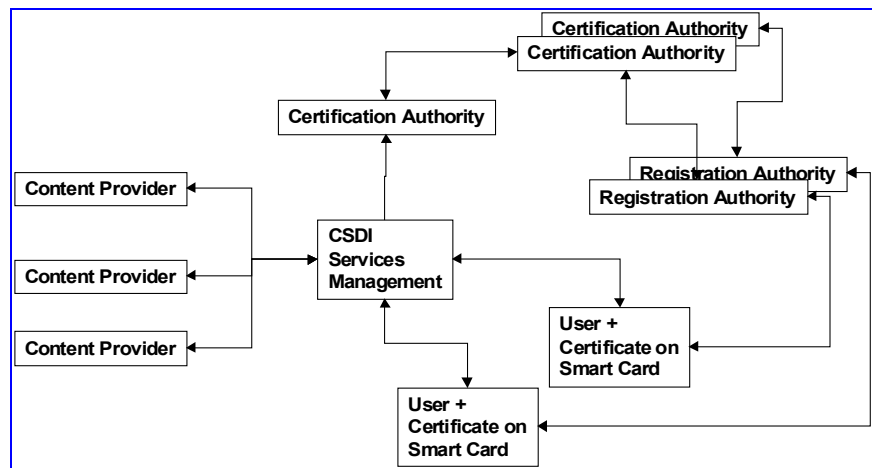 Certification Authority
Certification Authority
Certification Authority
Registration Authority
Registration Authority
Content Provider
Content Provider
Content Provider
CSDI
Services
Management
User +
Certificate on
Smart Card
User +
Certificate on
Smart Card